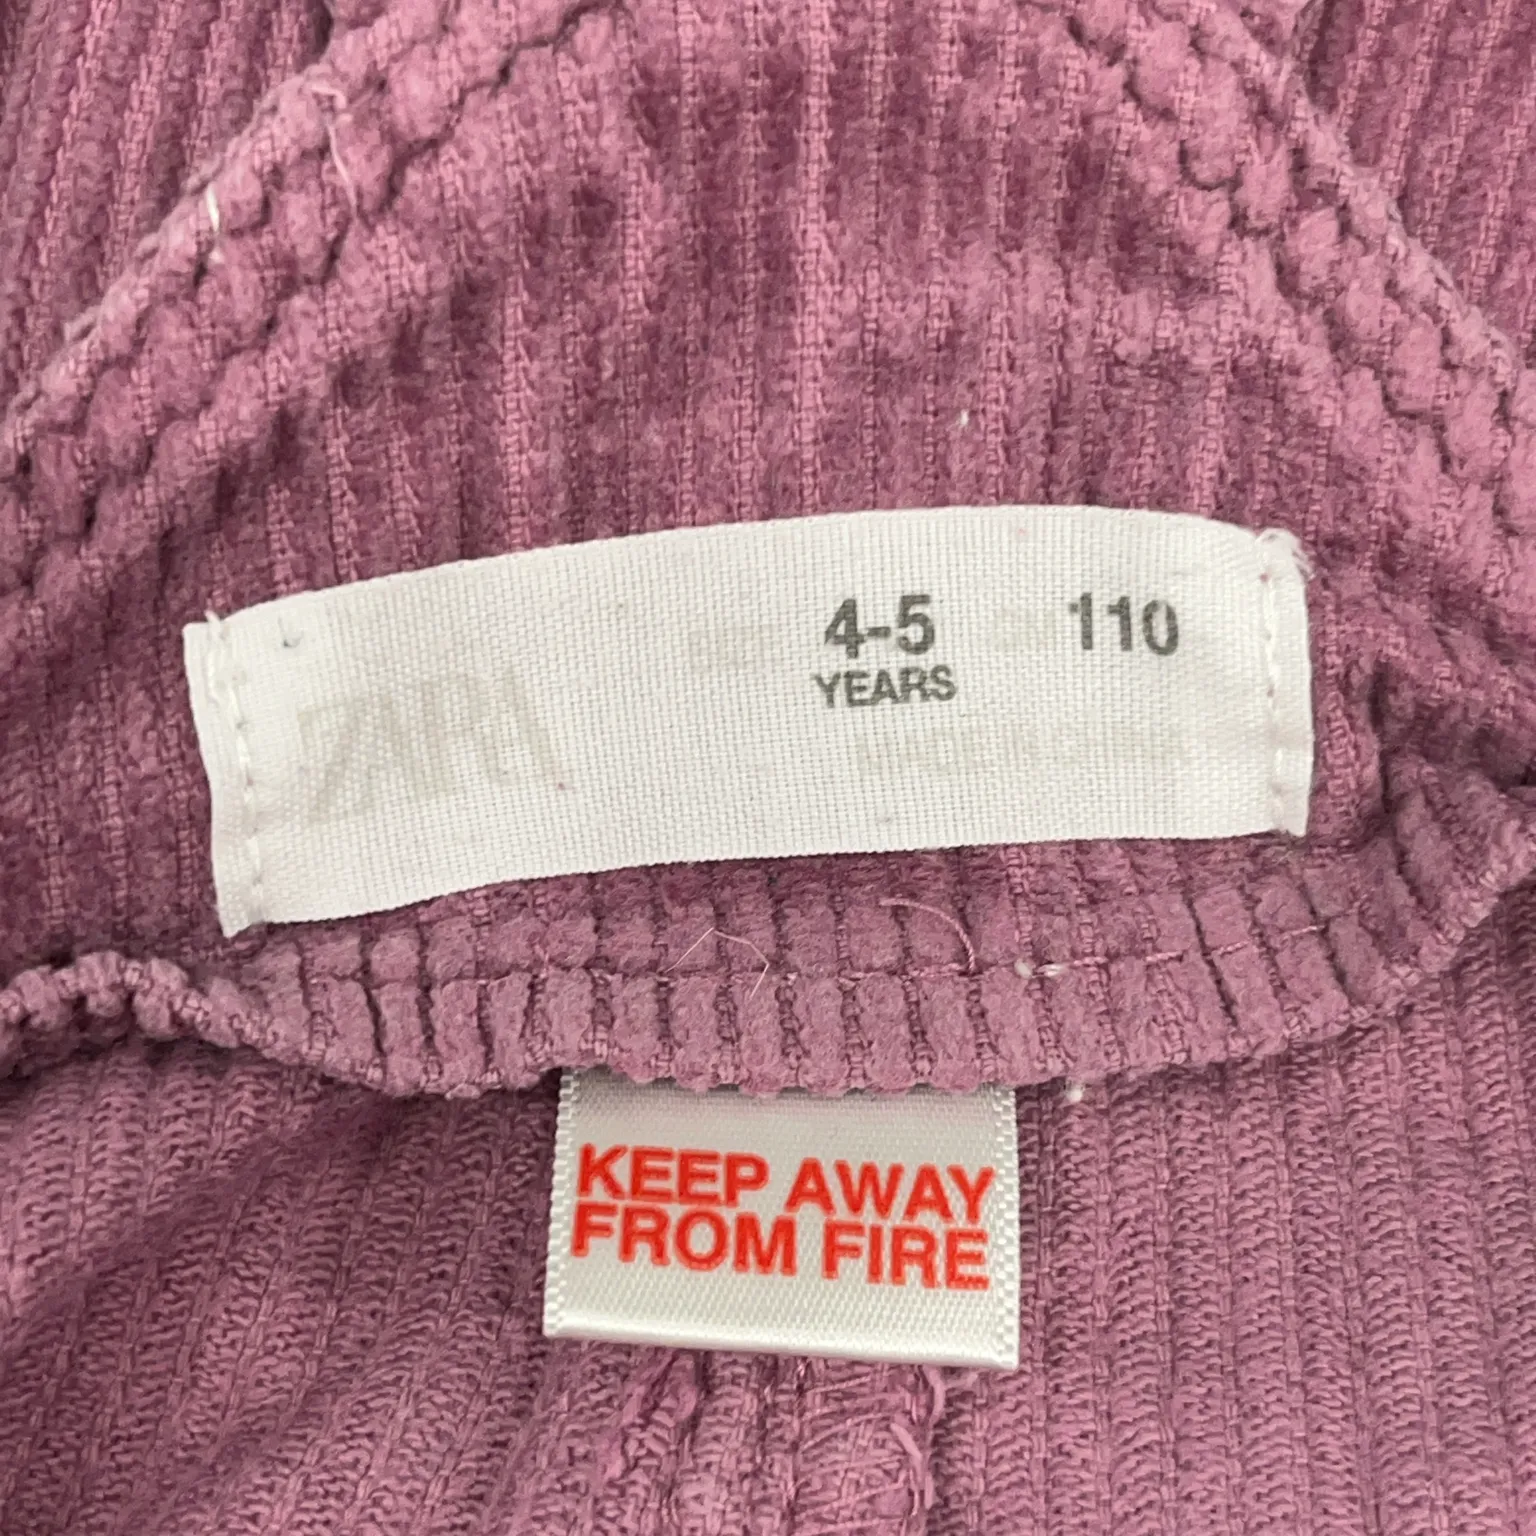 4-5 110
YEARS
KEEP AWAY
FROM FIRE